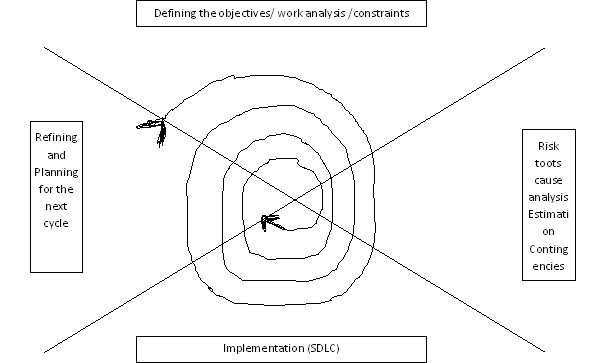 Defining the objectives/ work analysis /constraints
Refining
and
Planning
for the
next
cycle
Risk
toots
cause
analysis
Estimati
on
Conting
encies
Implementation (SDLC)